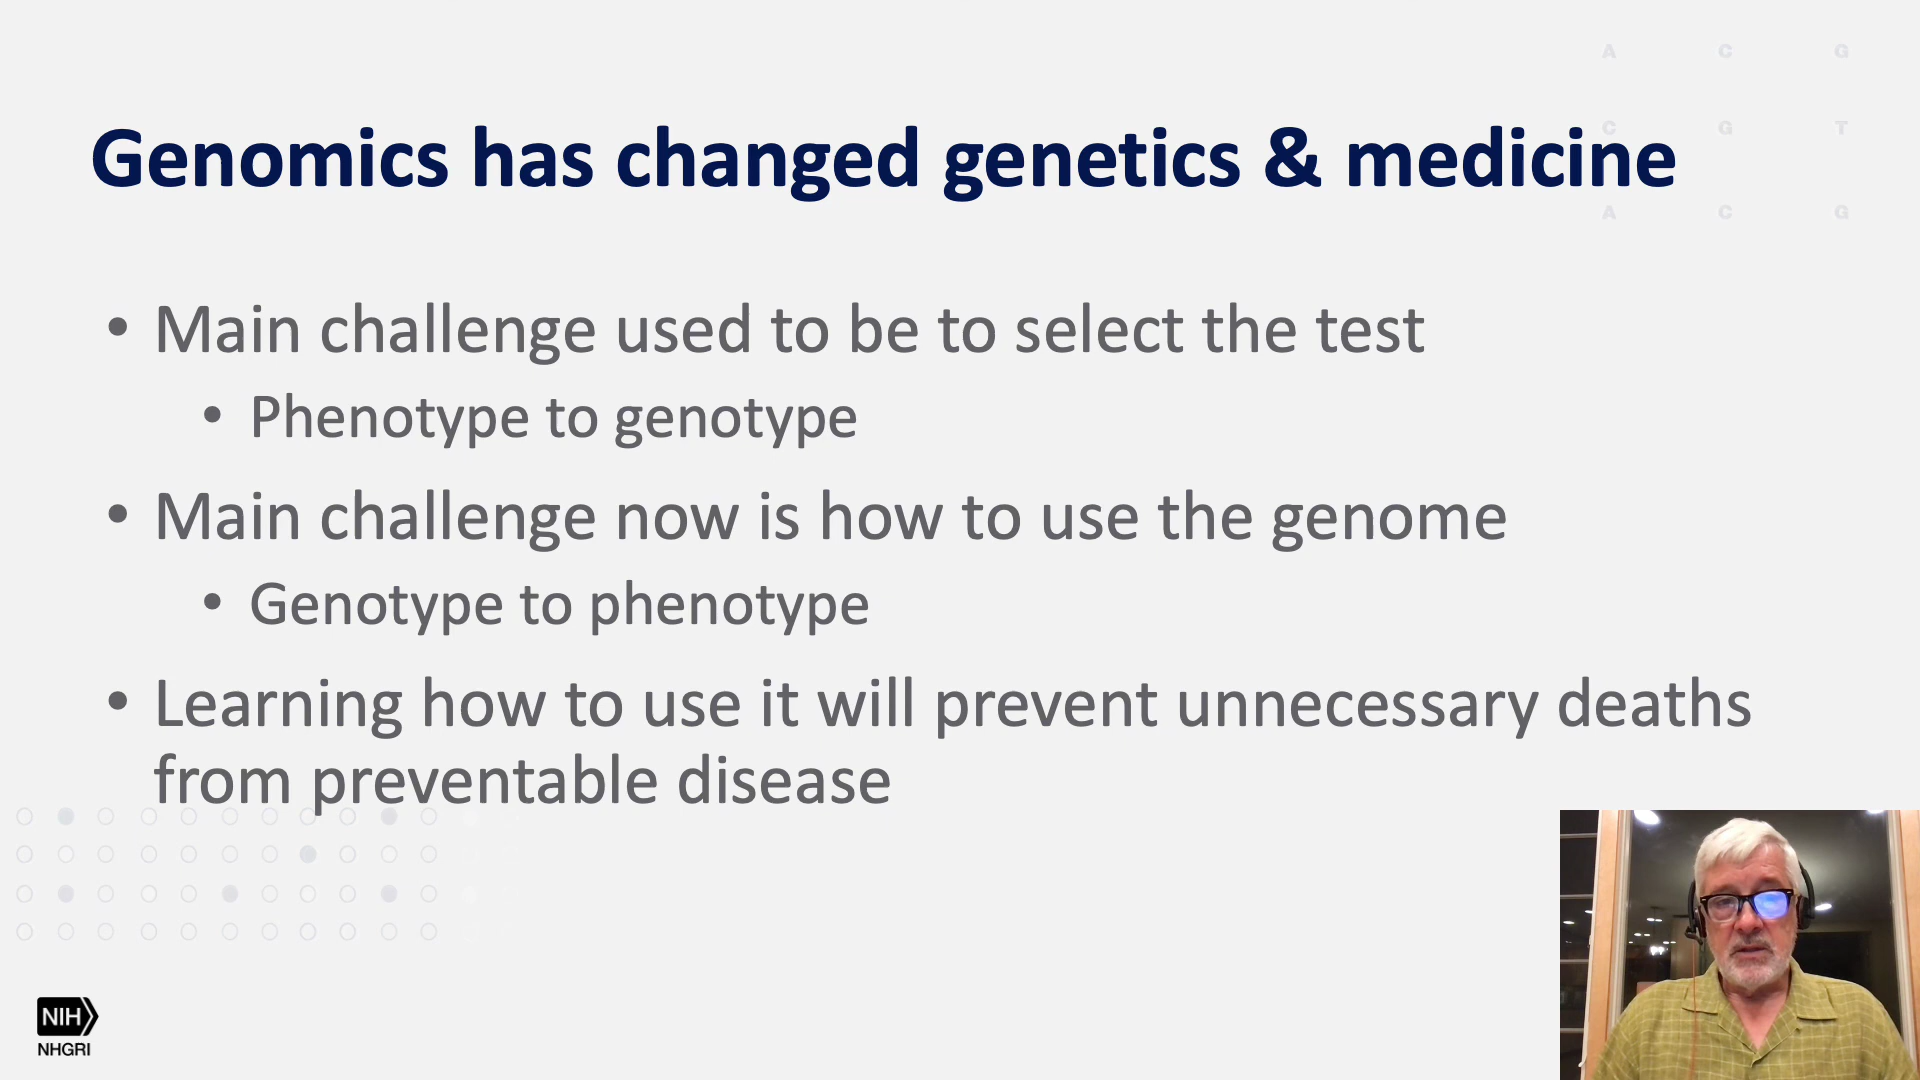 A C G
C G T
A C G
Genomics has changed genetics & medicine
• Main challenge used to be to select the test
• Phenotype to genotype
• Main challenge now is how to use the genome
• Genotype to phenotype
• Learning how to use it will prevent unnecessary deaths
from preventable disease
NIH
NHGRI